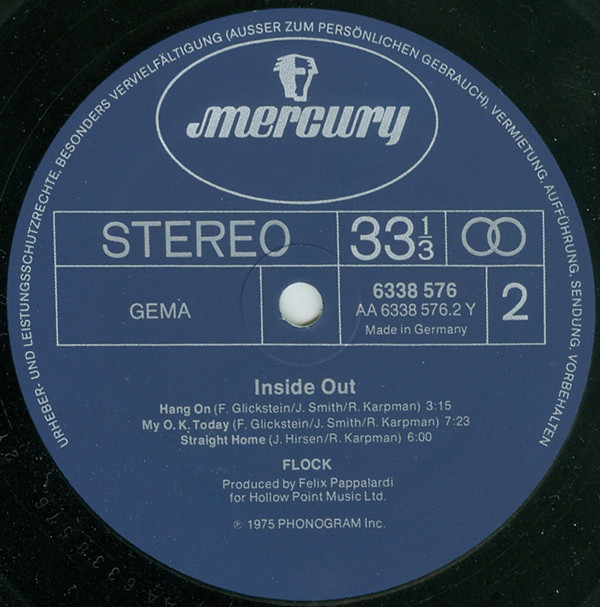 URHEBER- UND LEISTUNGSSCHUTZRECHTE, BESONDERS VERVIELFÄLTIGUNG (AUSSER ZUM PERSÖNLICHEN GEBRAUCH), VERMIETUNG, AUFFÜHRUNG, SENDUNG, VORBEHALTEN
mercury
STEREO 33 1/3
GEMA
6338 576
AA 6338 576.2 Y
Made in Germany
2
Inside Out
Hang On (F. Glickstein/J. Smith/R. Karpman) 3:15
My O. K. Today (F. Glickstein/J. Smith/R. Karpman) 7:23
Straight Home (J. Hirsen/R. Karpman) 6:00
FLOCK
Produced by Felix Pappalardi
for Hollow Point Music Ltd.
℗ 1975 PHONOGRAM Inc.